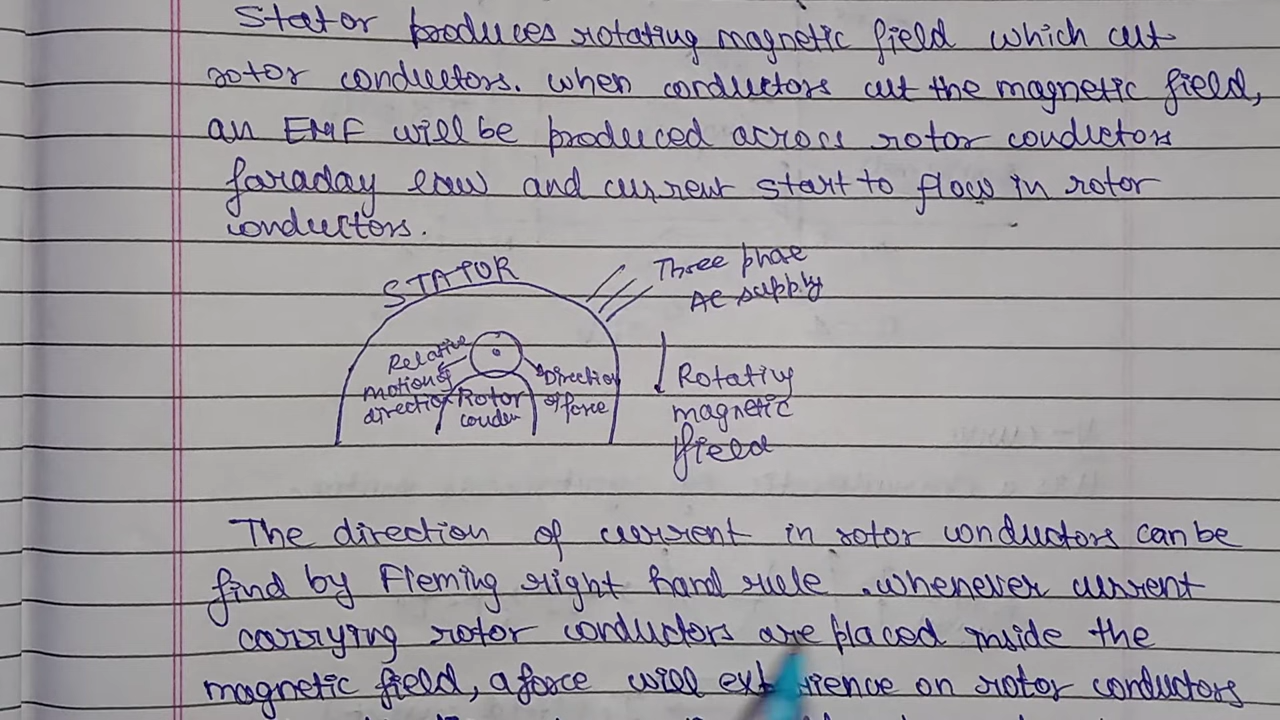 Stator produces rotating magnetic field which cut
rotor conductors. when conductors cut the magnetic field,
an EMF will be produced across rotor conductors
faraday law and current start to flow in rotor
conductors.
STATOR
Three phae
AC supply
Relative
motion of
direction
Rotor
conden
Direction
of force
Rotating
magnetic
field
The direction of current in rotor conductors can be
find by Fleming right hand rule . whenever current
carrying rotor conductors are placed inside the
magnetic field, a force will experience on rotor conductors